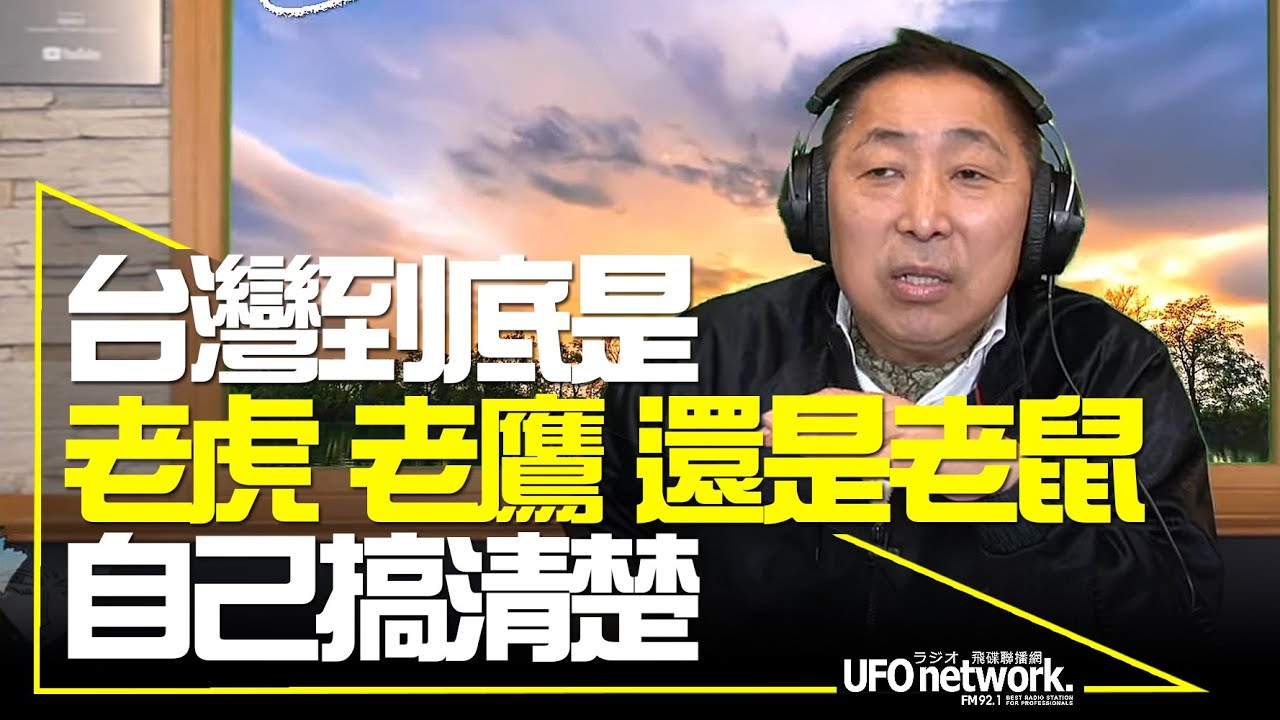 YouTube
台灣到底是
老虎 老鷹 還是老鼠
自己搞清楚
ラジオ 飛碟聯播網
UFO network.
FM92.1 BEST RADIO STATION
FOR PROFESSIONALS